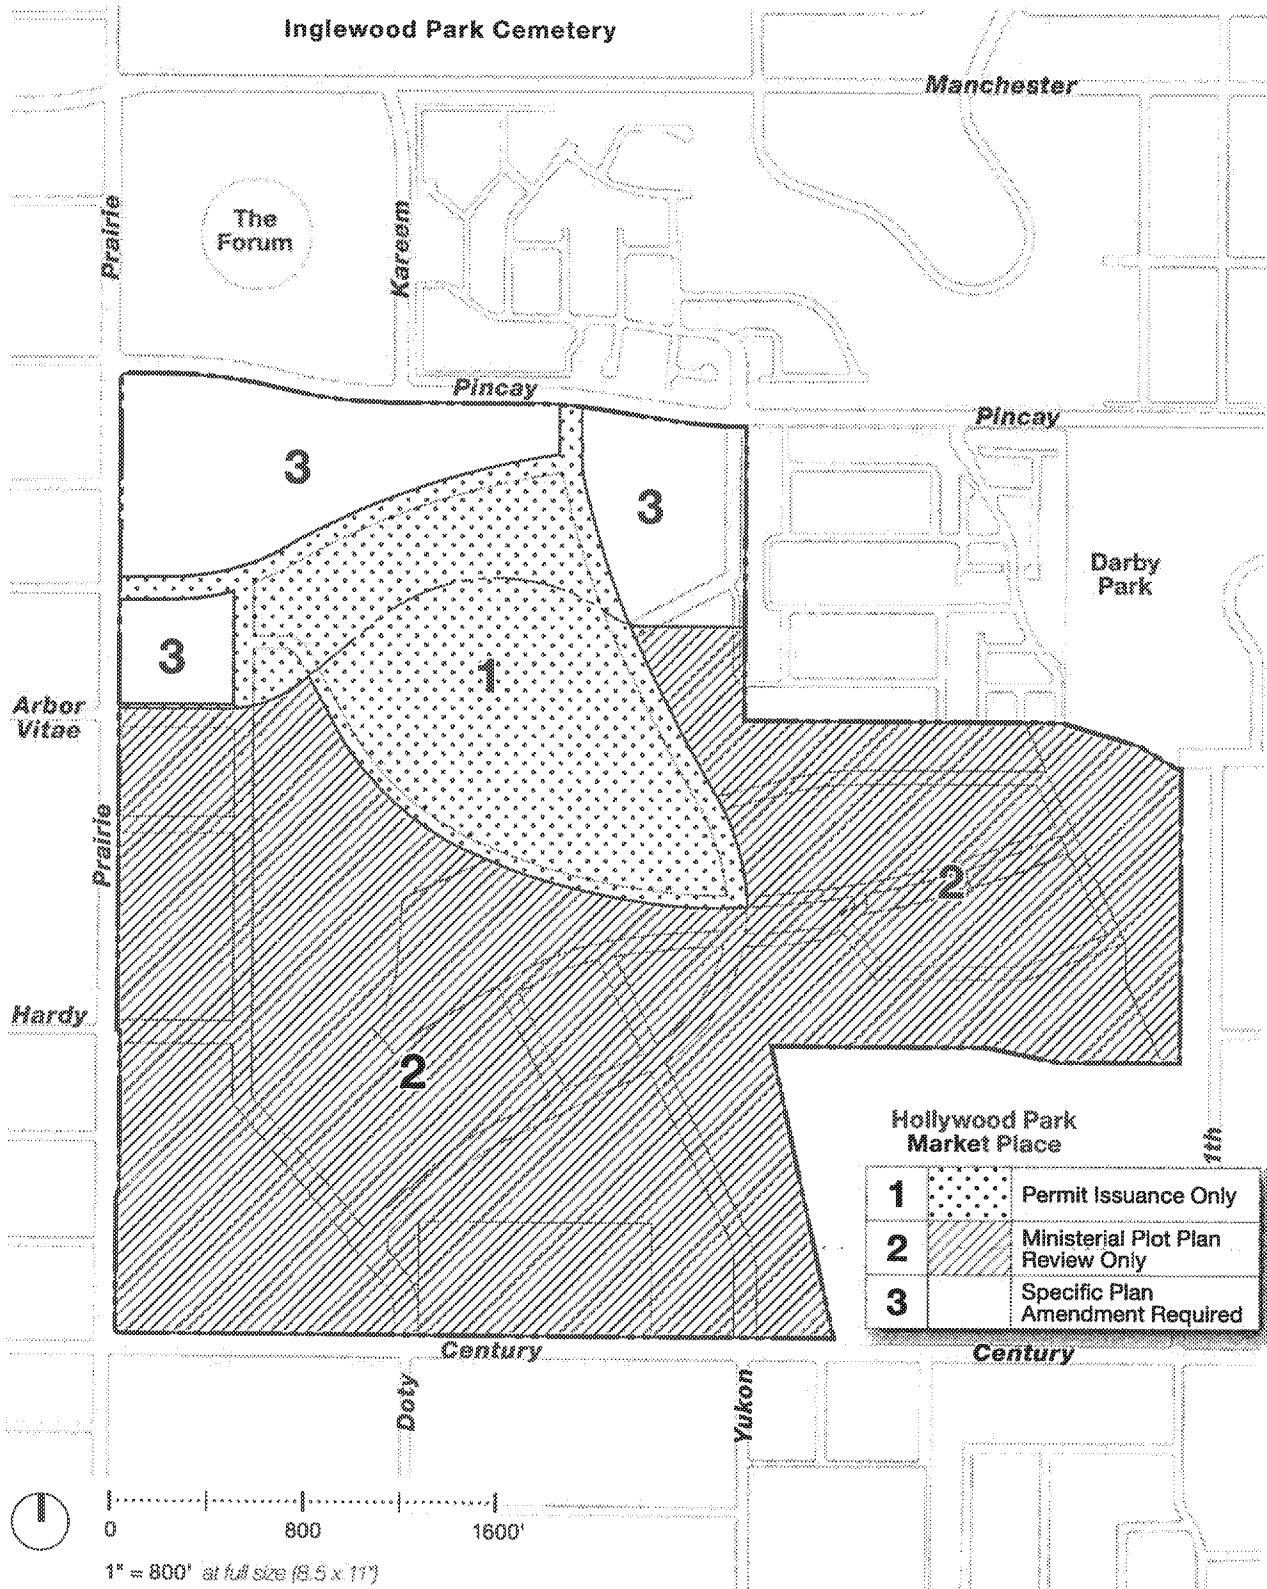 Inglewood Park Cemetery
Manchester
Prairie
The
Forum
Kareem
Pincay
Pincay
3
3
Darby
Park
3
1
Arbor
Vitae
Prairie
2
Hardy
2
Hollywood Park
Market Place
1th
1 Permit Issuance Only
2 Ministerial Plot Plan
Review Only
3 Specific Plan
Amendment Required
Century
Century
Doty
Yukon
0 800 1600'
1" = 800' at full size (8.5 x 11")